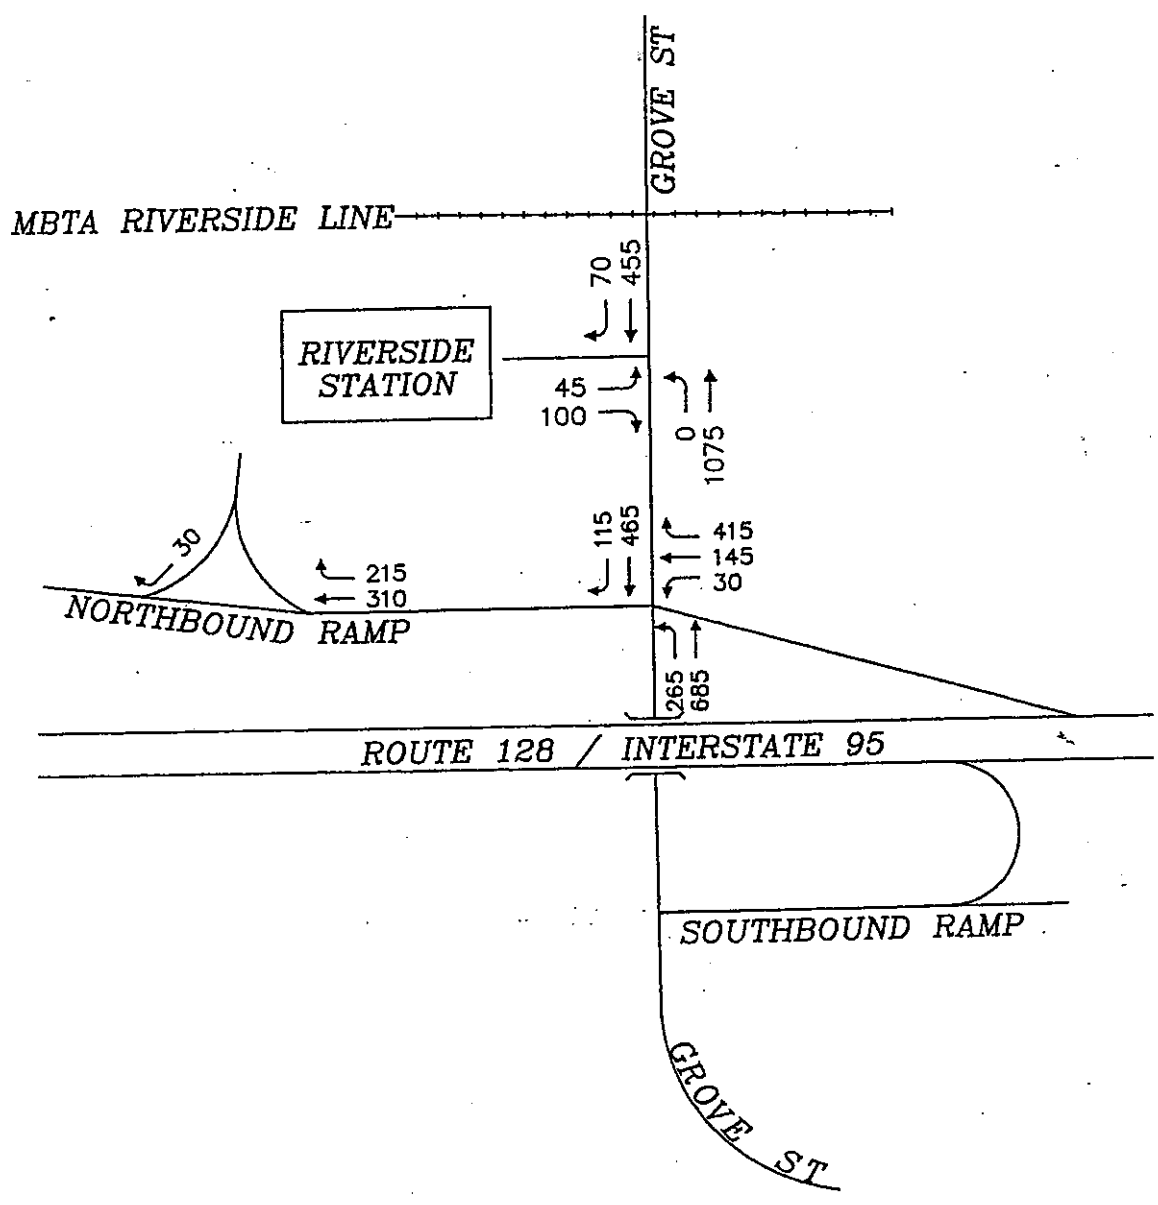 GROVE ST
MBTA RIVERSIDE LINE
70
455
RIVERSIDE
STATION
45
100
0
1075
115
465
415
145
30
30
215
310
NORTHBOUND RAMP
265
685
ROUTE 128 / INTERSTATE 95
SOUTHBOUND RAMP
GROVE ST